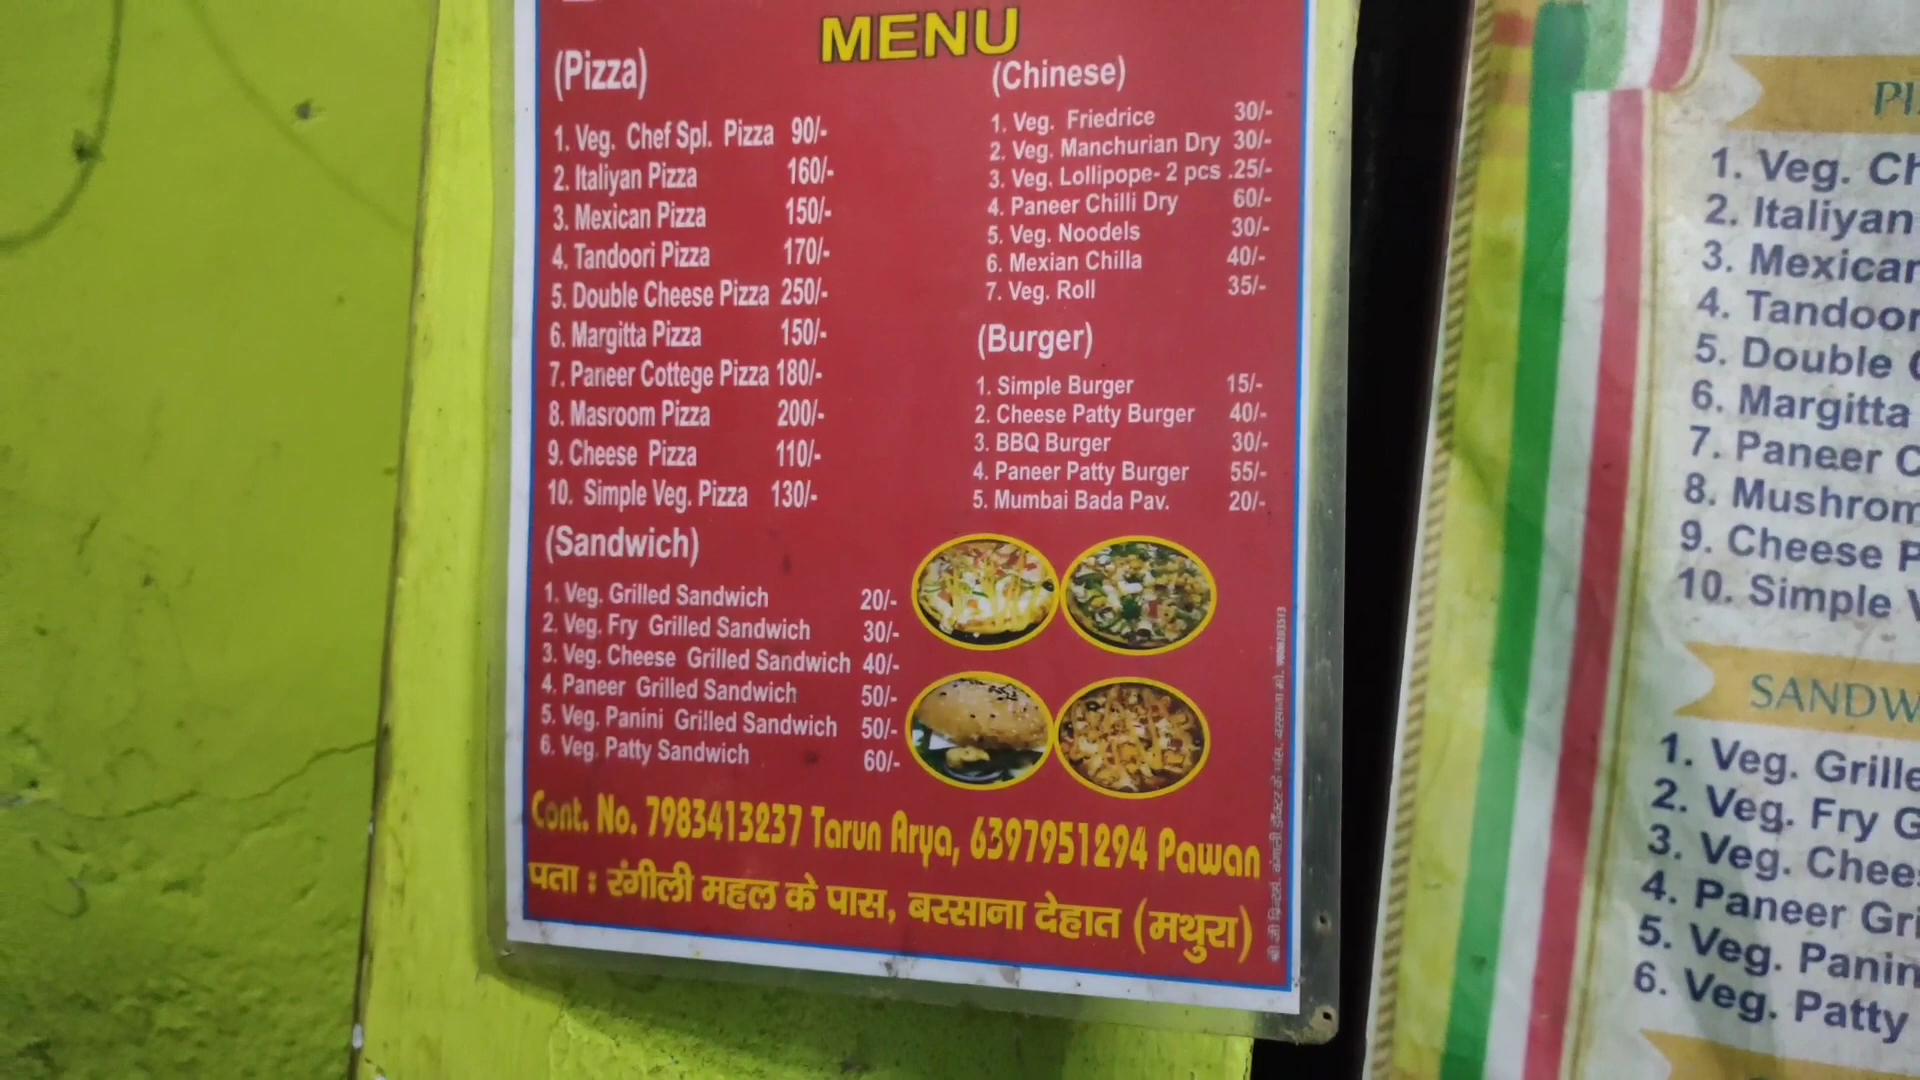 MENU
(Pizza)
1. Veg. Chef Spl. Pizza 90/-
2. Italiyan Pizza 160/-
3. Mexican Pizza 150/-
4. Tandoori Pizza 170/-
5. Double Cheese Pizza 250/-
6. Margitta Pizza 150/-
7. Paneer Cottege Pizza 180/-
8. Masroom Pizza 200/-
9. Cheese Pizza 110/-
10. Simple Veg. Pizza 130/-
(Sandwich)
1. Veg. Grilled Sandwich 20/-
2. Veg. Fry Grilled Sandwich 30/-
3. Veg. Cheese Grilled Sandwich 40/-
4. Paneer Grilled Sandwich 50/-
5. Veg. Panini Grilled Sandwich 50/-
6. Veg. Patty Sandwich 60/-
(Chinese)
1. Veg. Friedrice 30/-
2. Veg. Manchurian Dry 30/-
3. Veg. Lollipope- 2 pcs .25/-
4. Paneer Chilli Dry 60/-
5. Veg. Noodels 30/-
6. Mexian Chilla 40/-
7. Veg. Roll 35/-
(Burger)
1. Simple Burger 15/-
2. Cheese Patty Burger 40/-
3. BBQ Burger 30/-
4. Paneer Patty Burger 55/-
5. Mumbai Bada Pav. 20/-
Cont. No. 7983413237 Tarun Arya, 6397951294 Pawan
पता : रंगीली महल के पास, बरसाना देहात (मथुरा)
1. Veg.
2. Italiyan
3.
4.
5. Double
6. Margitta
7. Paneer
8.
9. Cheese
10. Simple
1. Veg.
2. Veg. Fry
3. Veg.
4. Paneer
5. Veg.
6. Veg. Patty